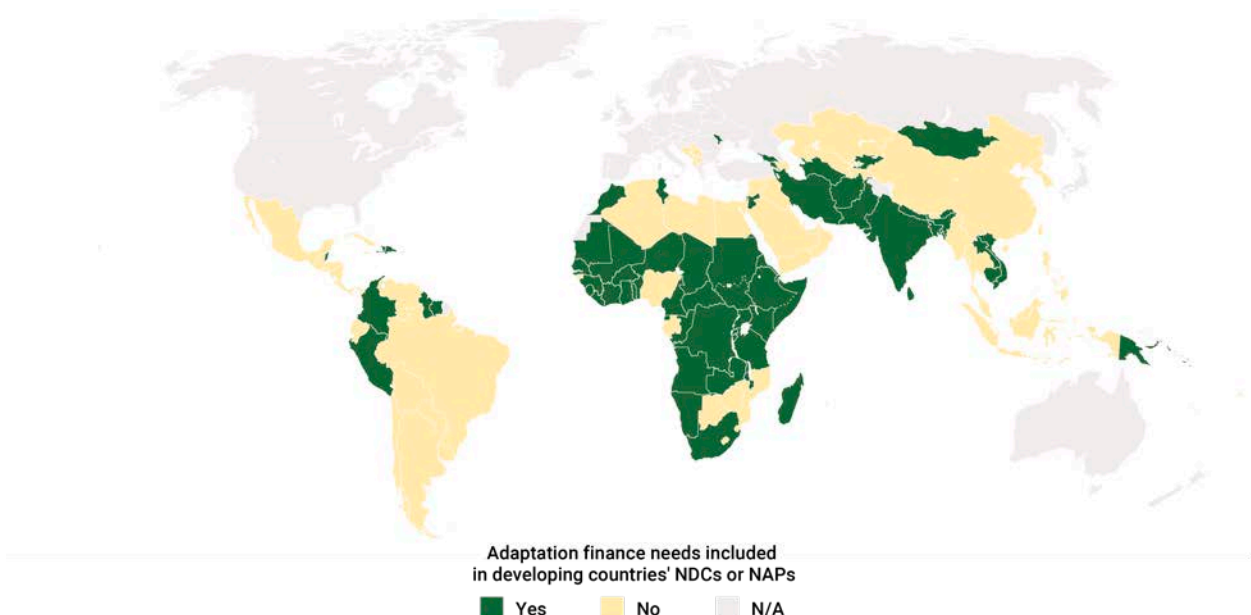 Adaptation finance needs included
in developing countries' NDCs or NAPs
Yes No N/A